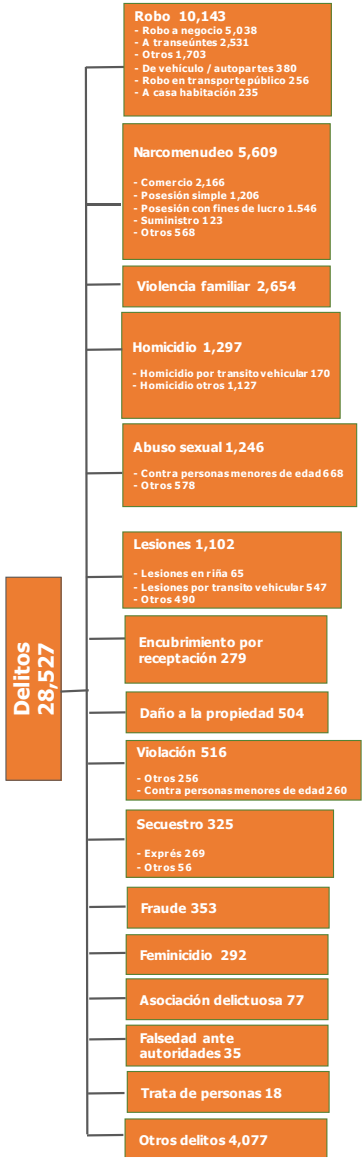 Delitos
28,527
Robo 10,143
- Robo a negocio 5,038
- A transeúntes 2,531
- Otros 1,703
- De vehículo / autopartes 380
- Robo en transporte público 256
- A casa habitación 235
Narcomenudeo 5,609
- Comercio 2,166
- Posesión simple 1,206
- Posesión con fines de lucro 1.546
- Suministro 123
- Otros 568
Violencia familiar 2,654
Homicidio 1,297
- Homicidio por transito vehicular 170
- Homicidio otros 1,127
Abuso sexual 1,246
- Contra personas menores de edad 668
- Otros 578
Lesiones 1,102
- Lesiones en riña 65
- Lesiones por transito vehicular 547
- Otros 490
Encubrimiento por
receptación 279
Daño a la propiedad 504
Violación 516
- Otros 256
- Contra personas menores de edad 260
Secuestro 325
- Exprés 269
- Otros 56
Fraude 353
Feminicidio 292
Asociación delictuosa 77
Falsedad ante
autoridades 35
Trata de personas 18
Otros delitos 4,077